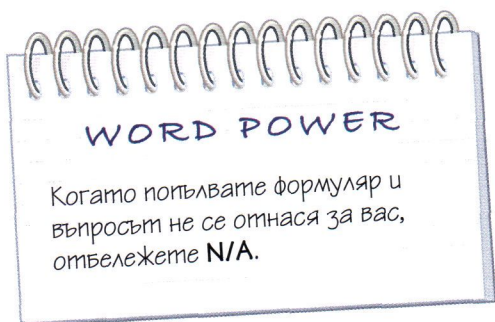 WORD POWER
Когато попълвате формуляр и
въпросът не се отнася за вас,
отбележете N/A.